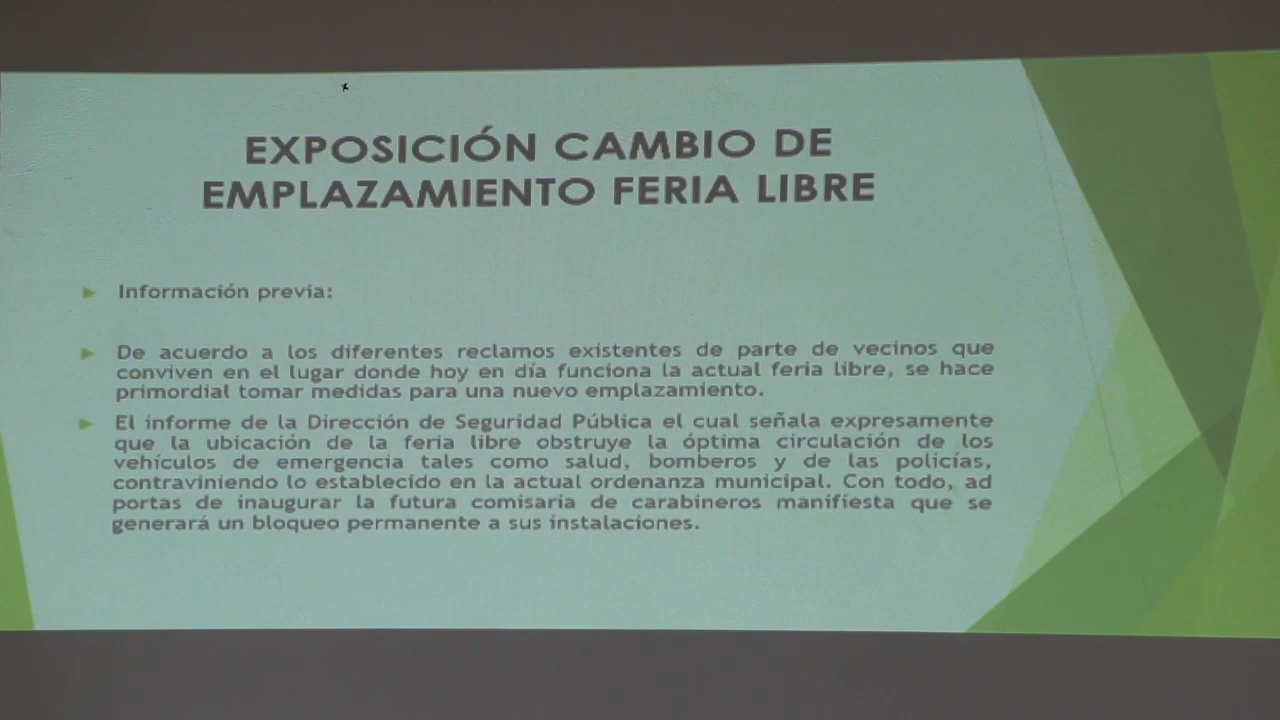 EXPOSICIÓN CAMBIO DE
EMPLAZAMIENTO FERIA LIBRE
Información previa:
De acuerdo a los diferentes reclamos existentes de parte de vecinos que
conviven en el lugar donde hoy en día funciona la actual feria libre, se hace
primordial tomar medidas para una nuevo emplazamiento.
El informe de la Dirección de Seguridad Pública el cual señala expresamente
que la ubicación de la feria libre obstruye la óptima circulación de los
vehículos de emergencia tales como salud, bomberos y de las policías,
contraviniendo lo establecido en la actual ordenanza municipal. Con todo, ad
portas de inaugurar la futura comisaría de carabineros manifiesta que se
generará un bloqueo permanente a sus instalaciones.